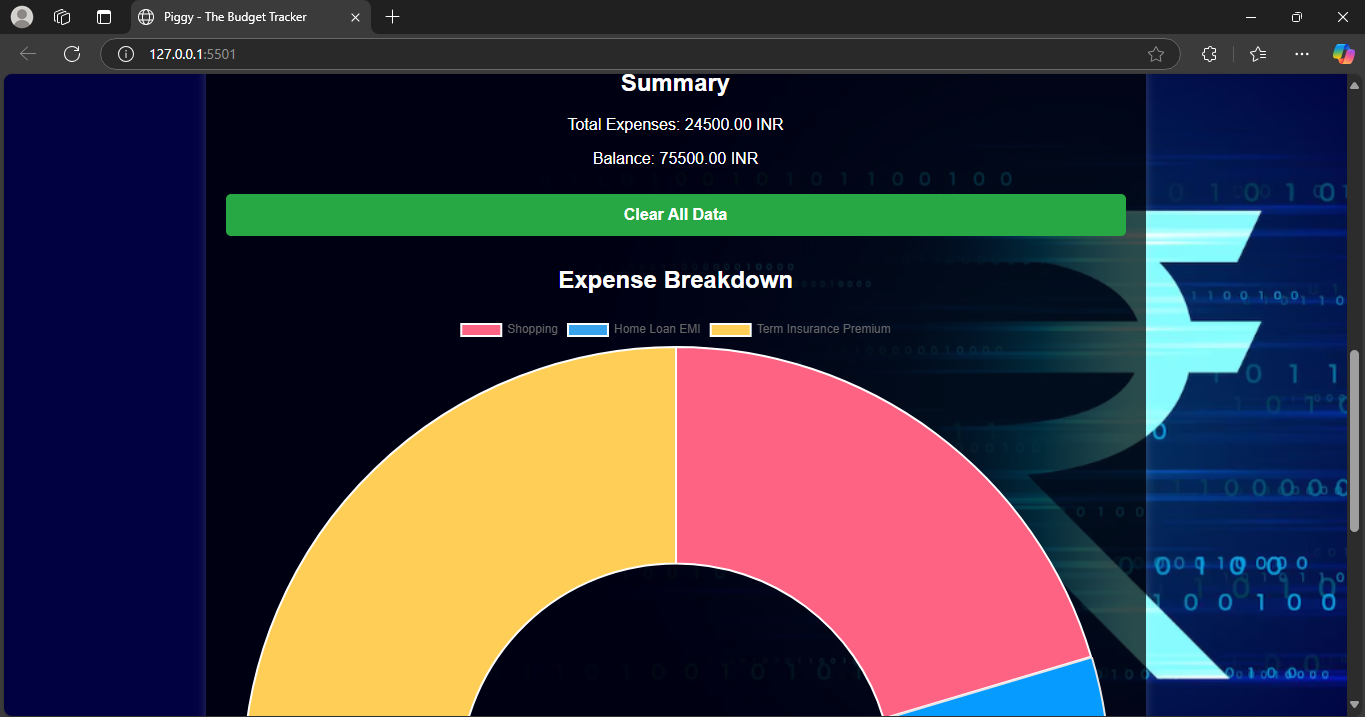 Piggy - The Budget Tracker
127.0.0.1:5501
Summary
Total Expenses: 24500.00 INR
Balance: 75500.00 INR
Clear All Data
Expense Breakdown
Shopping Home Loan EMI Term Insurance Premium